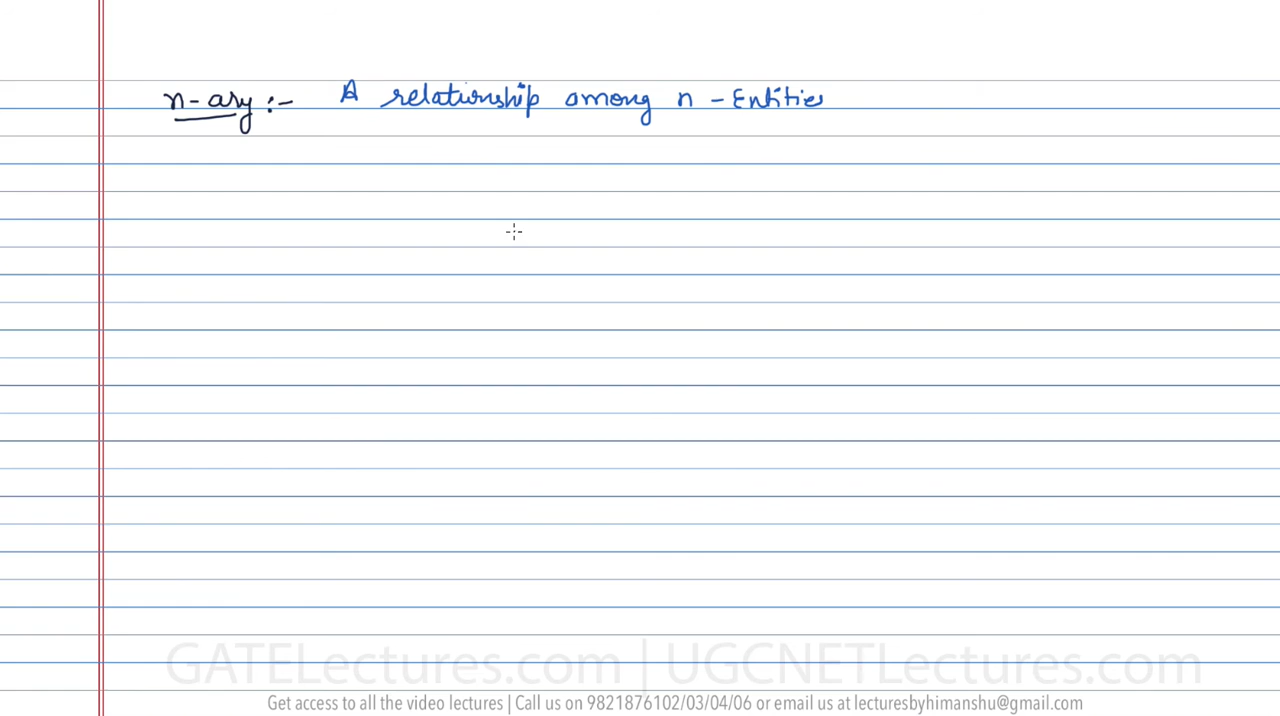 n-ary :- A relationship among n - Entities
GATELectures.com | UGCNETLectures.com
Get access to all the video lectures | Call us on 9821876102/03/04/06 or email us at lecturesbyhimanshu@gmail.com